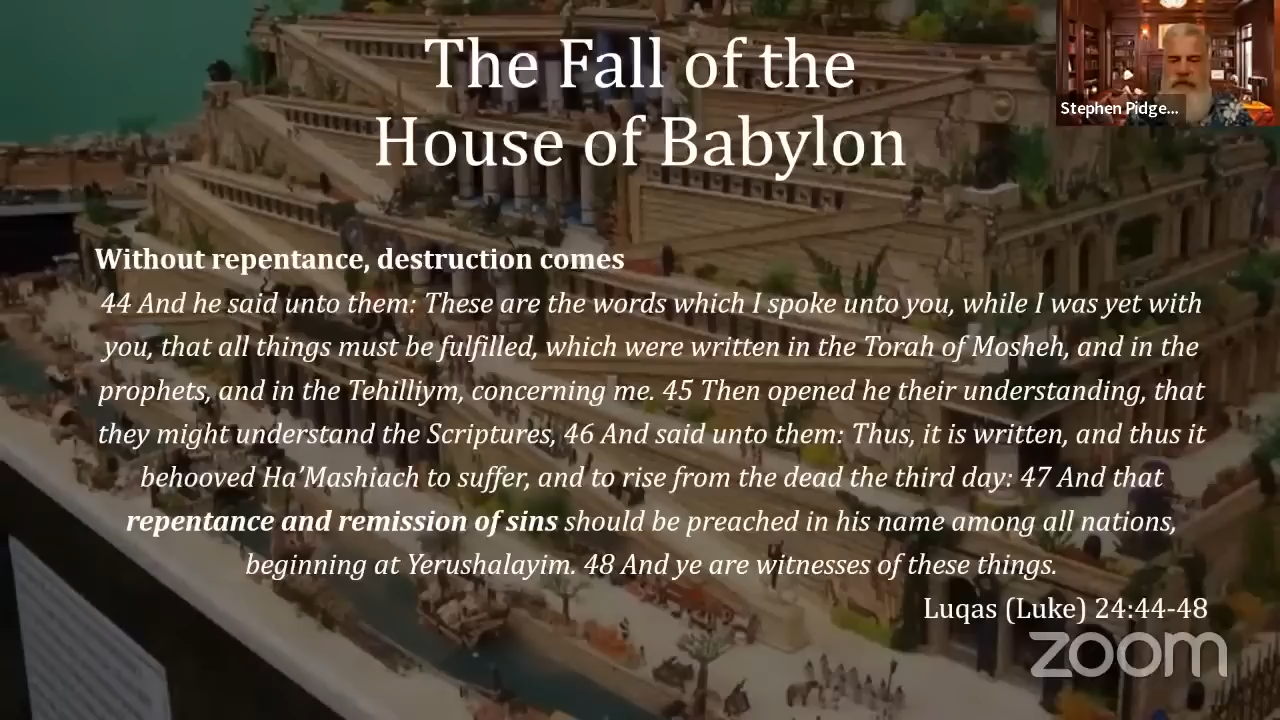 The Fall of the
House of Babylon
Stephen Pidge...
Without repentance, destruction comes
44 And he said unto them: These are the words which I spoke unto you, while I was yet with
you, that all things must be fulfilled, which were written in the Torah of Mosheh, and in the
prophets, and in the Tehilliym, concerning me. 45 Then opened he their understanding, that
they might understand the Scriptures, 46 And said unto them: Thus, it is written, and thus it
behooved Ha’Mashiach to suffer, and to rise from the dead the third day: 47 And that
repentance and remission of sins should be preached in his name among all nations,
beginning at Yerushalayim. 48 And ye are witnesses of these things.
Luqas (Luke) 24:44-48
zoom